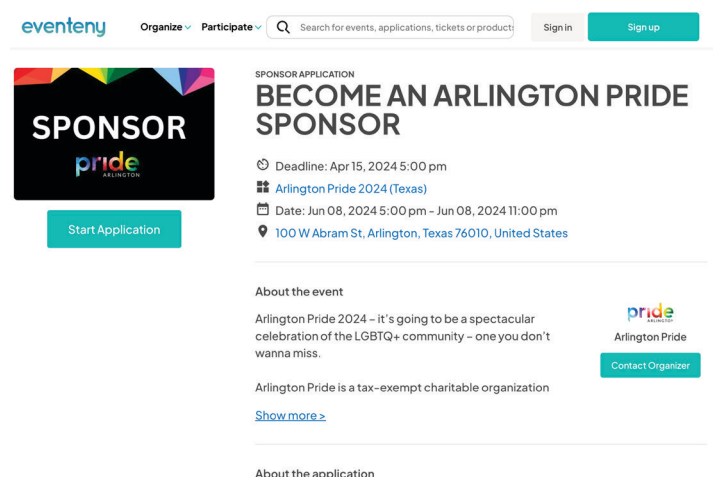 eventeny
Organize
Participate
Search for events, applications, tickets or products
Sign in
Sign up
SPONSOR
pride
ARLINGTON
Start Application
SPONSOR APPLICATION
BECOME AN ARLINGTON PRIDE
SPONSOR
Deadline: Apr 15, 2024 5:00 pm
Arlington Pride 2024 (Texas)
Date: Jun 08, 2024 5:00 pm - Jun 08, 2024 11:00 pm
100 W Abram St, Arlington, Texas 76010, United States
About the event
Arlington Pride 2024 – it's going to be a spectacular
celebration of the LGBTQ+ community – one you don't
wanna miss.
Arlington Pride is a tax-exempt charitable organization
Show more >
pride
ARLINGTON
Arlington Pride
Contact Organizer
About the application